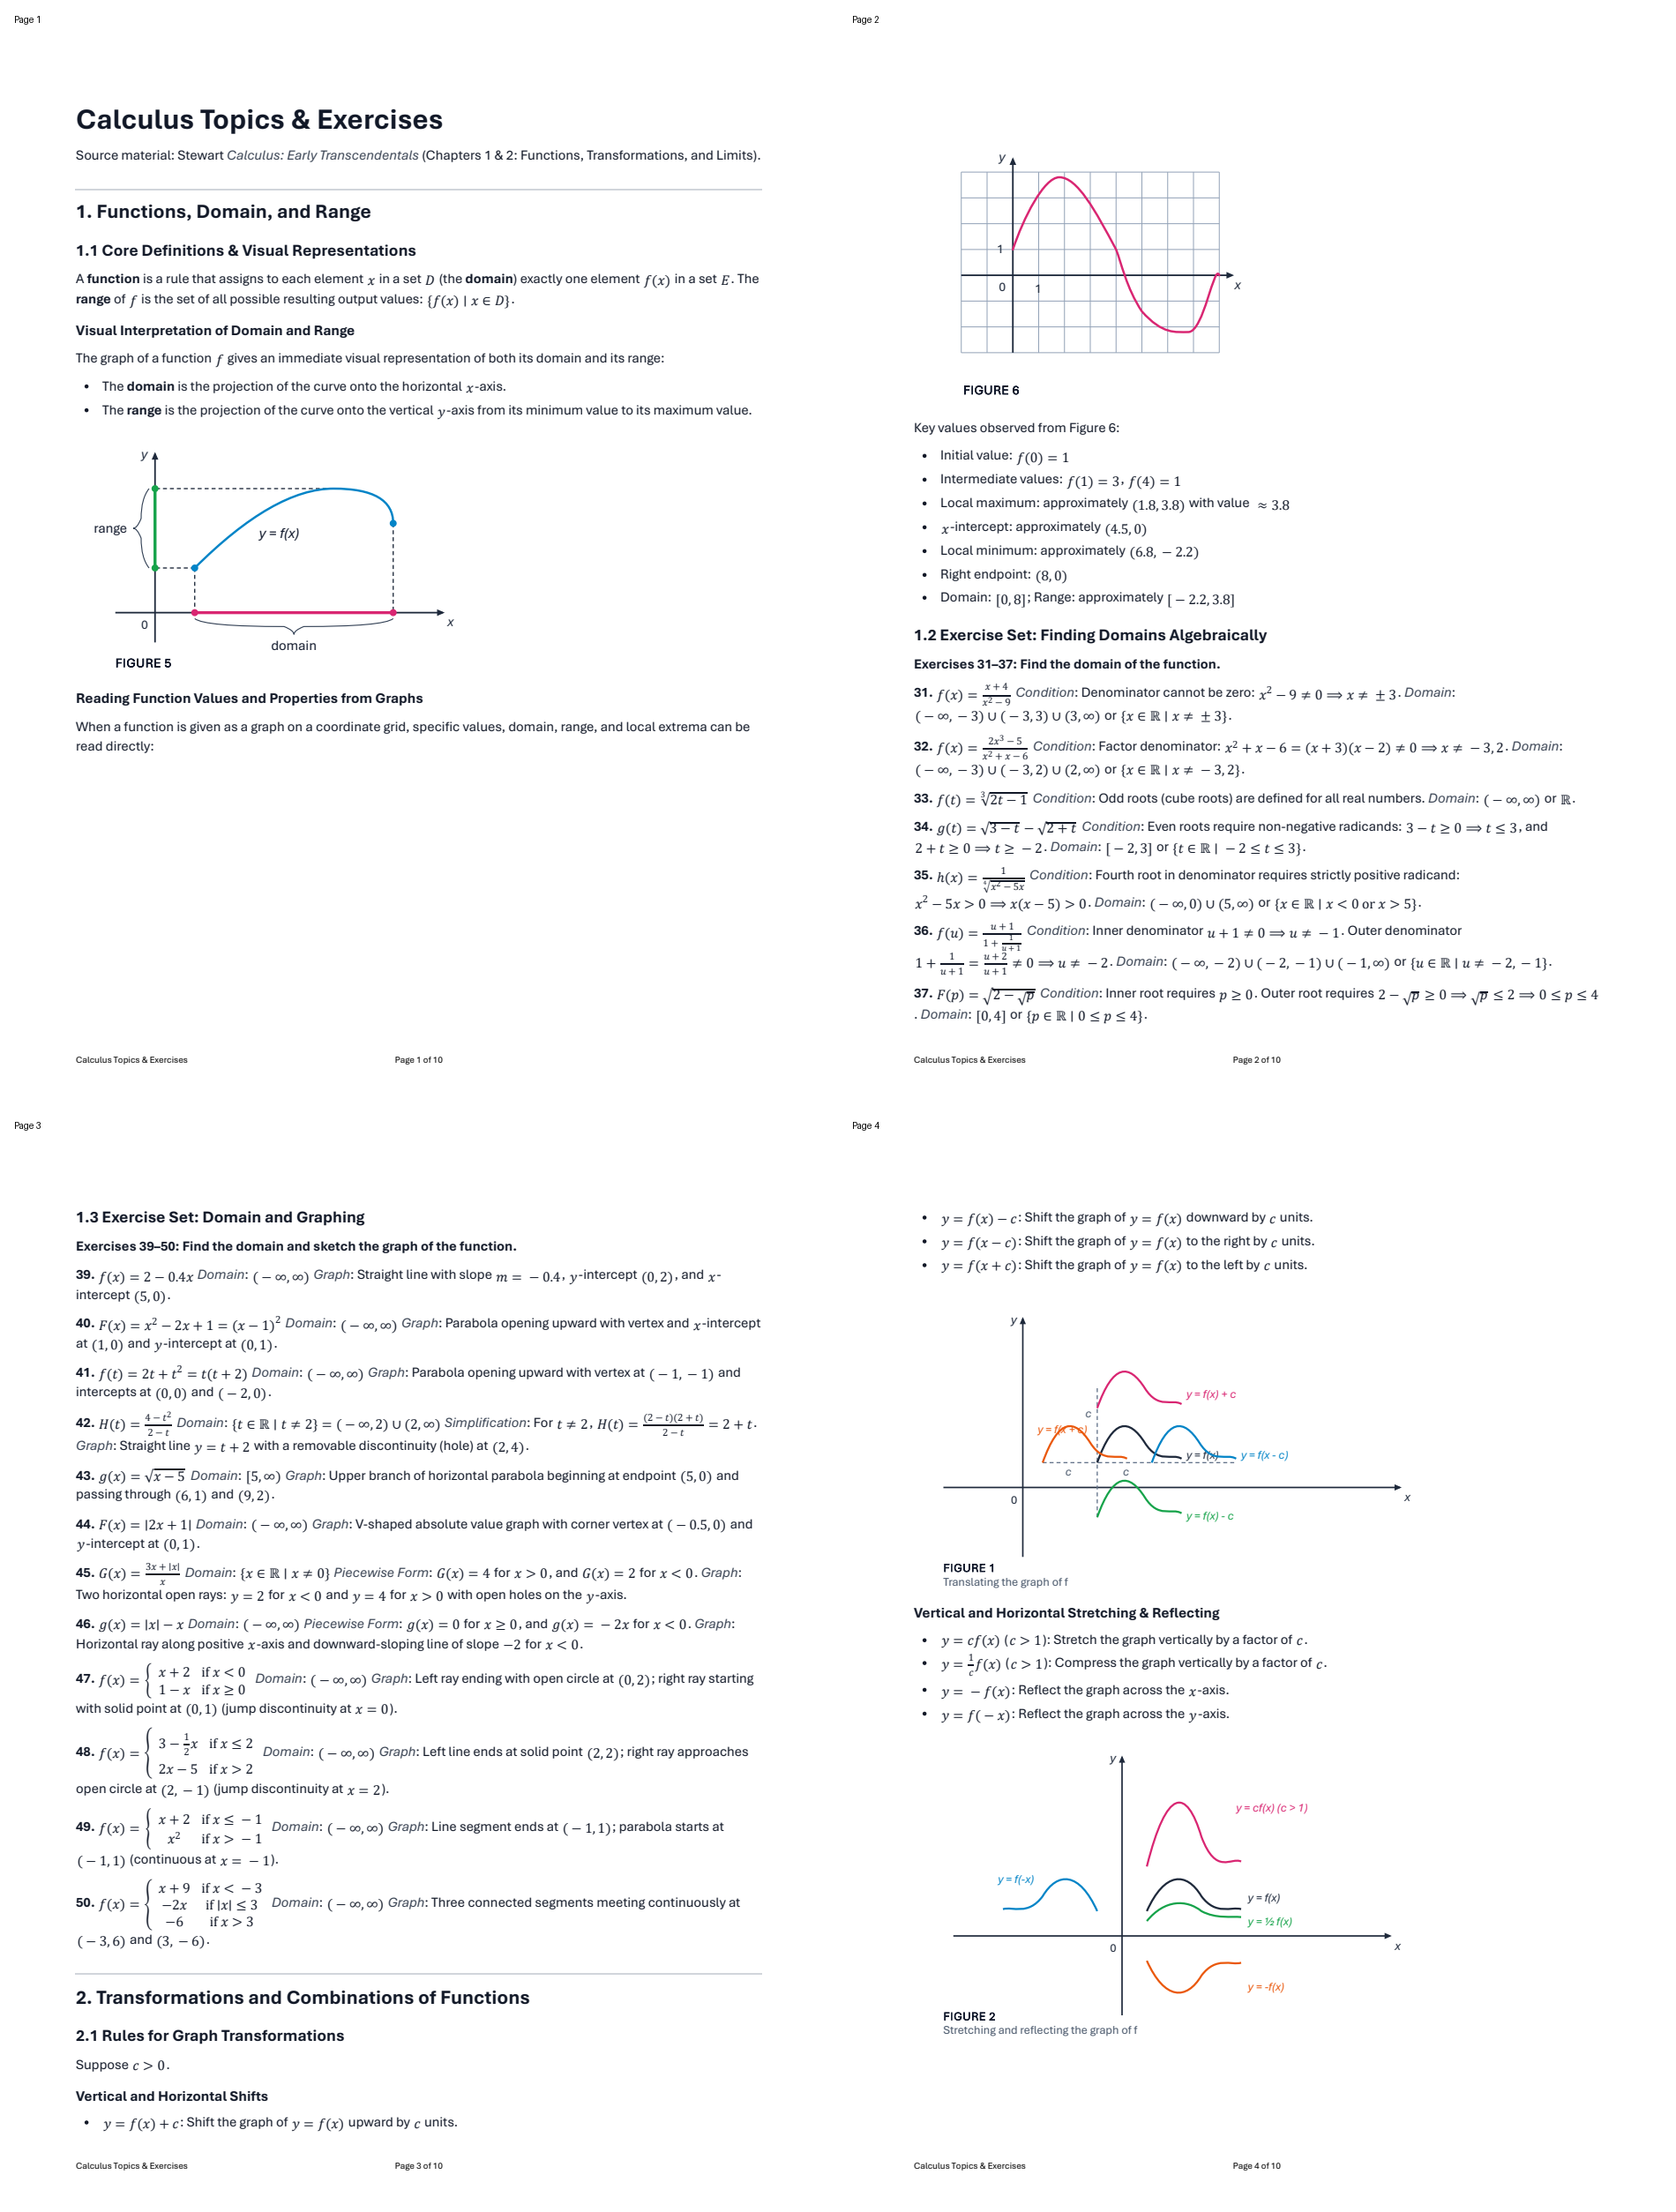 Page 1
Calculus Topics & Exercises
Source material: Stewart Calculus: Early Transcendentals (Chapters 1 & 2: Functions, Transformations, and Limits).
1. Functions, Domain, and Range
1.1 Core Definitions & Visual Representations
A function is a rule that assigns to each element x in a set D (the domain) exactly one element f(x) in a set E. The
range of f is the set of all possible resulting output values: {f(x) | x ∈ D}.
Visual Interpretation of Domain and Range
The graph of a function f gives an immediate visual representation of both its domain and its range:
• The domain is the projection of the curve onto the horizontal x-axis.
• The range is the projection of the curve onto the vertical y-axis from its minimum value to its maximum value.
y
range
y = f(x)
0
x
domain
FIGURE 5
Reading Function Values and Properties from Graphs
When a function is given as a graph on a coordinate grid, specific values, domain, range, and local extrema can be
read directly:
Calculus Topics & Exercises Page 1 of 10
Page 2
y
1
0 1 x
FIGURE 6
Key values observed from Figure 6:
• Initial value: f(0) = 1
• Intermediate values: f(1) = 3, f(4) = 1
• Local maximum: approximately (1.8, 3.8) with value ≈ 3.8
• x-intercept: approximately (4.5, 0)
• Local minimum: approximately (6.8, − 2.2)
• Right endpoint: (8, 0)
• Domain: [0, 8]; Range: approximately [ − 2.2, 3.8]
1.2 Exercise Set: Finding Domains Algebraically
Exercises 31–37: Find the domain of the function.
31. f(x) = (x + 4)/(x² − 9) Condition: Denominator cannot be zero: x² − 9 ≠ 0 ⟹ x ≠ ± 3. Domain:
( − ∞, − 3) ∪ ( − 3, 3) ∪ (3, ∞) or {x ∈ ℝ | x ≠ ± 3}.
32. f(x) = (2x³ − 5)/(x² + x − 6) Condition: Factor denominator: x² + x − 6 = (x + 3)(x − 2) ≠ 0 ⟹ x ≠ − 3, 2. Domain:
( − ∞, − 3) ∪ ( − 3, 2) ∪ (2, ∞) or {x ∈ ℝ | x ≠ − 3, 2}.
33. f(t) = ∛(2t − 1) Condition: Odd roots (cube roots) are defined for all real numbers. Domain: ( − ∞, ∞) or ℝ.
34. g(t) = √(3 − t) − √(2 + t) Condition: Even roots require non-negative radicands: 3 − t ≥ 0 ⟹ t ≤ 3, and
2 + t ≥ 0 ⟹ t ≥ − 2. Domain: [ − 2, 3] or {t ∈ ℝ | − 2 ≤ t ≤ 3}.
35. h(x) = 1/∜(x² − 5x) Condition: Fourth root in denominator requires strictly positive radicand:
x² − 5x > 0 ⟹ x(x − 5) > 0. Domain: ( − ∞, 0) ∪ (5, ∞) or {x ∈ ℝ | x < 0 or x > 5}.
36. f(u) = (u + 1)/(1 + 1/(u + 1)) Condition: Inner denominator u + 1 ≠ 0 ⟹ u ≠ − 1. Outer denominator
1 + 1/(u + 1) = (u + 2)/(u + 1) ≠ 0 ⟹ u ≠ − 2. Domain: ( − ∞, − 2) ∪ ( − 2, − 1) ∪ ( − 1, ∞) or {u ∈ ℝ | u ≠ − 2, − 1}.
37. F(p) = √(2 − √p) Condition: Inner root requires p ≥ 0. Outer root requires 2 − √p ≥ 0 ⟹ √p ≤ 2 ⟹ 0 ≤ p ≤ 4
. Domain: [0, 4] or {p ∈ ℝ | 0 ≤ p ≤ 4}.
Calculus Topics & Exercises Page 2 of 10
Page 3
1.3 Exercise Set: Domain and Graphing
Exercises 39–50: Find the domain and sketch the graph of the function.
39. f(x) = 2 − 0.4x Domain: ( − ∞, ∞) Graph: Straight line with slope m = − 0.4, y-intercept (0, 2), and x-
intercept (5, 0).
40. F(x) = x² − 2x + 1 = (x − 1)² Domain: ( − ∞, ∞) Graph: Parabola opening upward with vertex and x-intercept
at (1, 0) and y-intercept at (0, 1).
41. f(t) = 2t + t² = t(t + 2) Domain: ( − ∞, ∞) Graph: Parabola opening upward with vertex at ( − 1, − 1) and
intercepts at (0, 0) and ( − 2, 0).
42. H(t) = (4 − t²)/(2 − t) Domain: {t ∈ ℝ | t ≠ 2} = ( − ∞, 2) ∪ (2, ∞) Simplification: For t ≠ 2, H(t) = (2 − t)(2 + t)/(2 − t) = 2 + t.
Graph: Straight line y = t + 2 with a removable discontinuity (hole) at (2, 4).
43. g(x) = √(x − 5) Domain: [5, ∞) Graph: Upper branch of horizontal parabola beginning at endpoint (5, 0) and
passing through (6, 1) and (9, 2).
44. F(x) = |2x + 1| Domain: ( − ∞, ∞) Graph: V-shaped absolute value graph with corner vertex at ( − 0.5, 0) and
y-intercept at (0, 1).
45. G(x) = (3x + |x|)/x Domain: {x ∈ ℝ | x ≠ 0} Piecewise Form: G(x) = 4 for x > 0, and G(x) = 2 for x < 0. Graph:
Two horizontal open rays: y = 2 for x < 0 and y = 4 for x > 0 with open holes on the y-axis.
46. g(x) = |x| − x Domain: ( − ∞, ∞) Piecewise Form: g(x) = 0 for x ≥ 0, and g(x) = − 2x for x < 0. Graph:
Horizontal ray along positive x-axis and downward-sloping line of slope −2 for x < 0.
47. f(x) = { x + 2 if x < 0
1 − x if x ≥ 0 Domain: ( − ∞, ∞) Graph: Left ray ending with open circle at (0, 2); right ray starting
with solid point at (0, 1) (jump discontinuity at x = 0).
48. f(x) = { 3 − ½x if x ≤ 2
2x − 5 if x > 2 Domain: ( − ∞, ∞) Graph: Left line ends at solid point (2, 2); right ray approaches
open circle at (2, − 1) (jump discontinuity at x = 2).
49. f(x) = { x + 2 if x ≤ − 1
x² if x > − 1 Domain: ( − ∞, ∞) Graph: Line segment ends at ( − 1, 1); parabola starts at
( − 1, 1) (continuous at x = − 1).
50. f(x) = { x + 9 if x < − 3
−2x if |x| ≤ 3
−6 if x > 3 Domain: ( − ∞, ∞) Graph: Three connected segments meeting continuously at
( − 3, 6) and (3, − 6).
2. Transformations and Combinations of Functions
2.1 Rules for Graph Transformations
Suppose c > 0.
Vertical and Horizontal Shifts
• y = f(x) + c: Shift the graph of y = f(x) upward by c units.
Calculus Topics & Exercises Page 3 of 10
Page 4
• y = f(x) − c: Shift the graph of y = f(x) downward by c units.
• y = f(x − c): Shift the graph of y = f(x) to the right by c units.
• y = f(x + c): Shift the graph of y = f(x) to the left by c units.
y
y = f(x) + c
c
y = f(x + c)
y = f(x) y = f(x - c)
c c
0 x
y = f(x) - c
FIGURE 1
Translating the graph of f
Vertical and Horizontal Stretching & Reflecting
• y = cf(x) (c > 1): Stretch the graph vertically by a factor of c.
• y = 1/c f(x) (c > 1): Compress the graph vertically by a factor of c.
• y = − f(x): Reflect the graph across the x-axis.
• y = f( − x): Reflect the graph across the y-axis.
y
y = cf(x) (c > 1)
y = f(-x)
y = f(x)
y = ½ f(x)
0 x
y = -f(x)
FIGURE 2
Stretching and reflecting the graph of f
Calculus Topics & Exercises Page 4 of 10